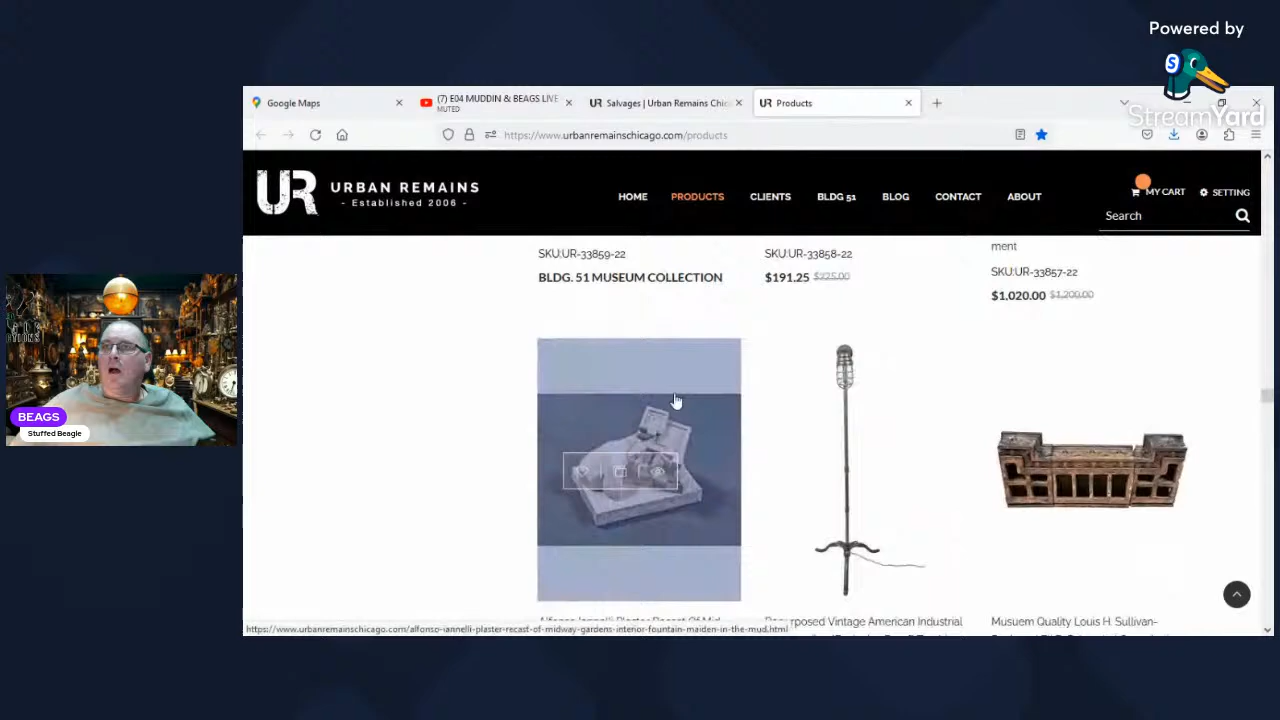 Powered by
S
StreamYard
Google Maps
(7) E04 MUDDIN & BEAGS LIVE
MUTED
UR Salvages | Urban Remains Chic
UR Products
https://www.urbanremainschicago.com/products
UR
URBAN REMAINS
- Established 2006 -
HOME
PRODUCTS
CLIENTS
BLDG 51
BLOG
CONTACT
ABOUT
MY CART
SETTING
Search
SKU:UR-33859-22
BLDG. 51 MUSEUM COLLECTION
SKU:UR-33858-22
$191.25 $225.00
ment
SKU:UR-33857-22
$1,020.00 $1,200.00
BEAGS
Stuffed Beagle
Alfonso Iannelli Plaster Recast Of Mid
posed Vintage American Industrial
Musuem Quality Louis H. Sullivan-
https://www.urbanremainschicago.com/alfonso-iannelli-plaster-recast-of-midway-gardens-interior-fountain-maiden-in-the-mud.html